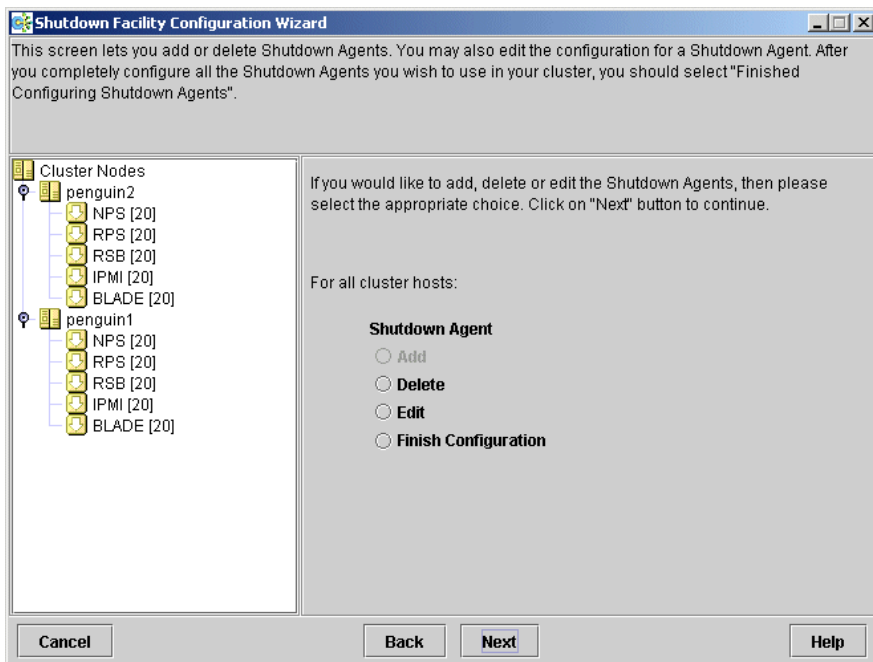 Shutdown Facility Configuration Wizard
This screen lets you add or delete Shutdown Agents. You may also edit the configuration for a Shutdown Agent. After
you completely configure all the Shutdown Agents you wish to use in your cluster, you should select "Finished
Configuring Shutdown Agents".
Cluster Nodes
penguin2
NPS [20]
RPS [20]
RSB [20]
IPMI [20]
BLADE [20]
penguin1
NPS [20]
RPS [20]
RSB [20]
IPMI [20]
BLADE [20]
If you would like to add, delete or edit the Shutdown Agents, then please
select the appropriate choice. Click on "Next" button to continue.
For all cluster hosts:
Shutdown Agent
Add
Delete
Edit
Finish Configuration
Cancel
Back
Next
Help